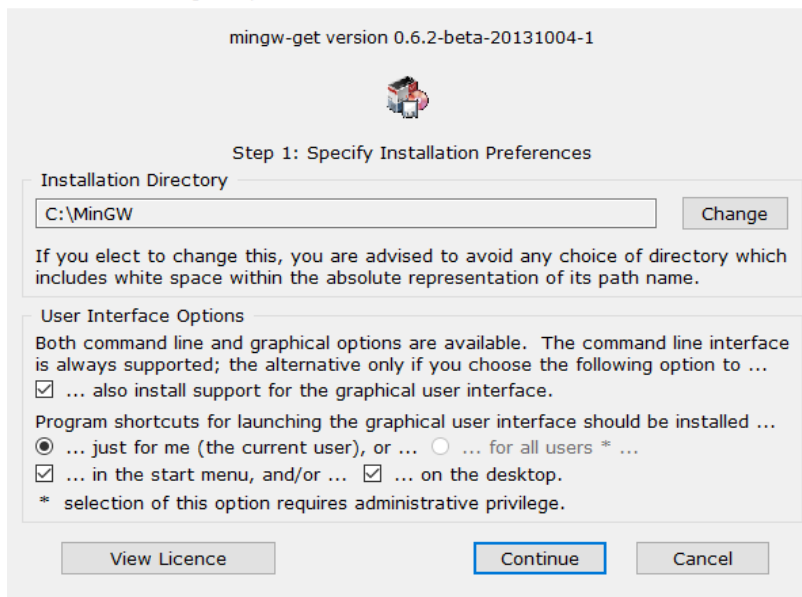 mingw-get version 0.6.2-beta-20131004-1
Step 1: Specify Installation Preferences
Installation Directory
C:\MinGW
Change
If you elect to change this, you are advised to avoid any choice of directory which
includes white space within the absolute representation of its path name.
User Interface Options
Both command line and graphical options are available.  The command line interface
is always supported; the alternative only if you choose the following option to ...
... also install support for the graphical user interface.
Program shortcuts for launching the graphical user interface should be installed ...
... just for me (the current user), or ... ... for all users * ...
... in the start menu, and/or ... ... on the desktop.
* selection of this option requires administrative privilege.
View Licence Continue Cancel